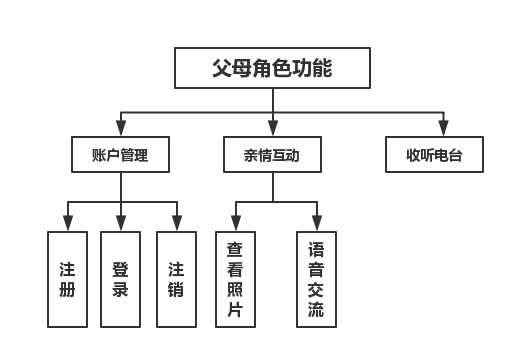 父母角色功能
账户管理
亲情互动
收听电台
注册
登录
注销
查看照片
语音交流